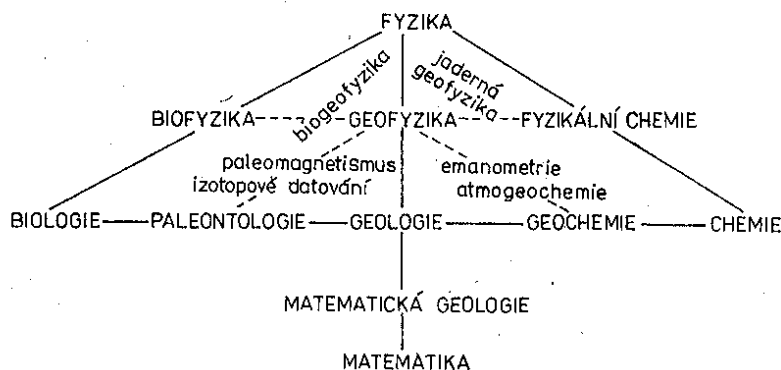 FYZIKA
biogeofyzika
jaderná
geofyzika
BIOFYZIKA GEOFYZIKA FYZIKÁLNÍ CHEMIE
paleomagnetismus
izotopově datování
emanometrie
atmogeochemie
BIOLOGIE PALEONTOLOGIE GEOLOGIE GEOCHEMIE CHEMIE
MATEMATICKÁ GEOLOGIE
MATEMATIKA